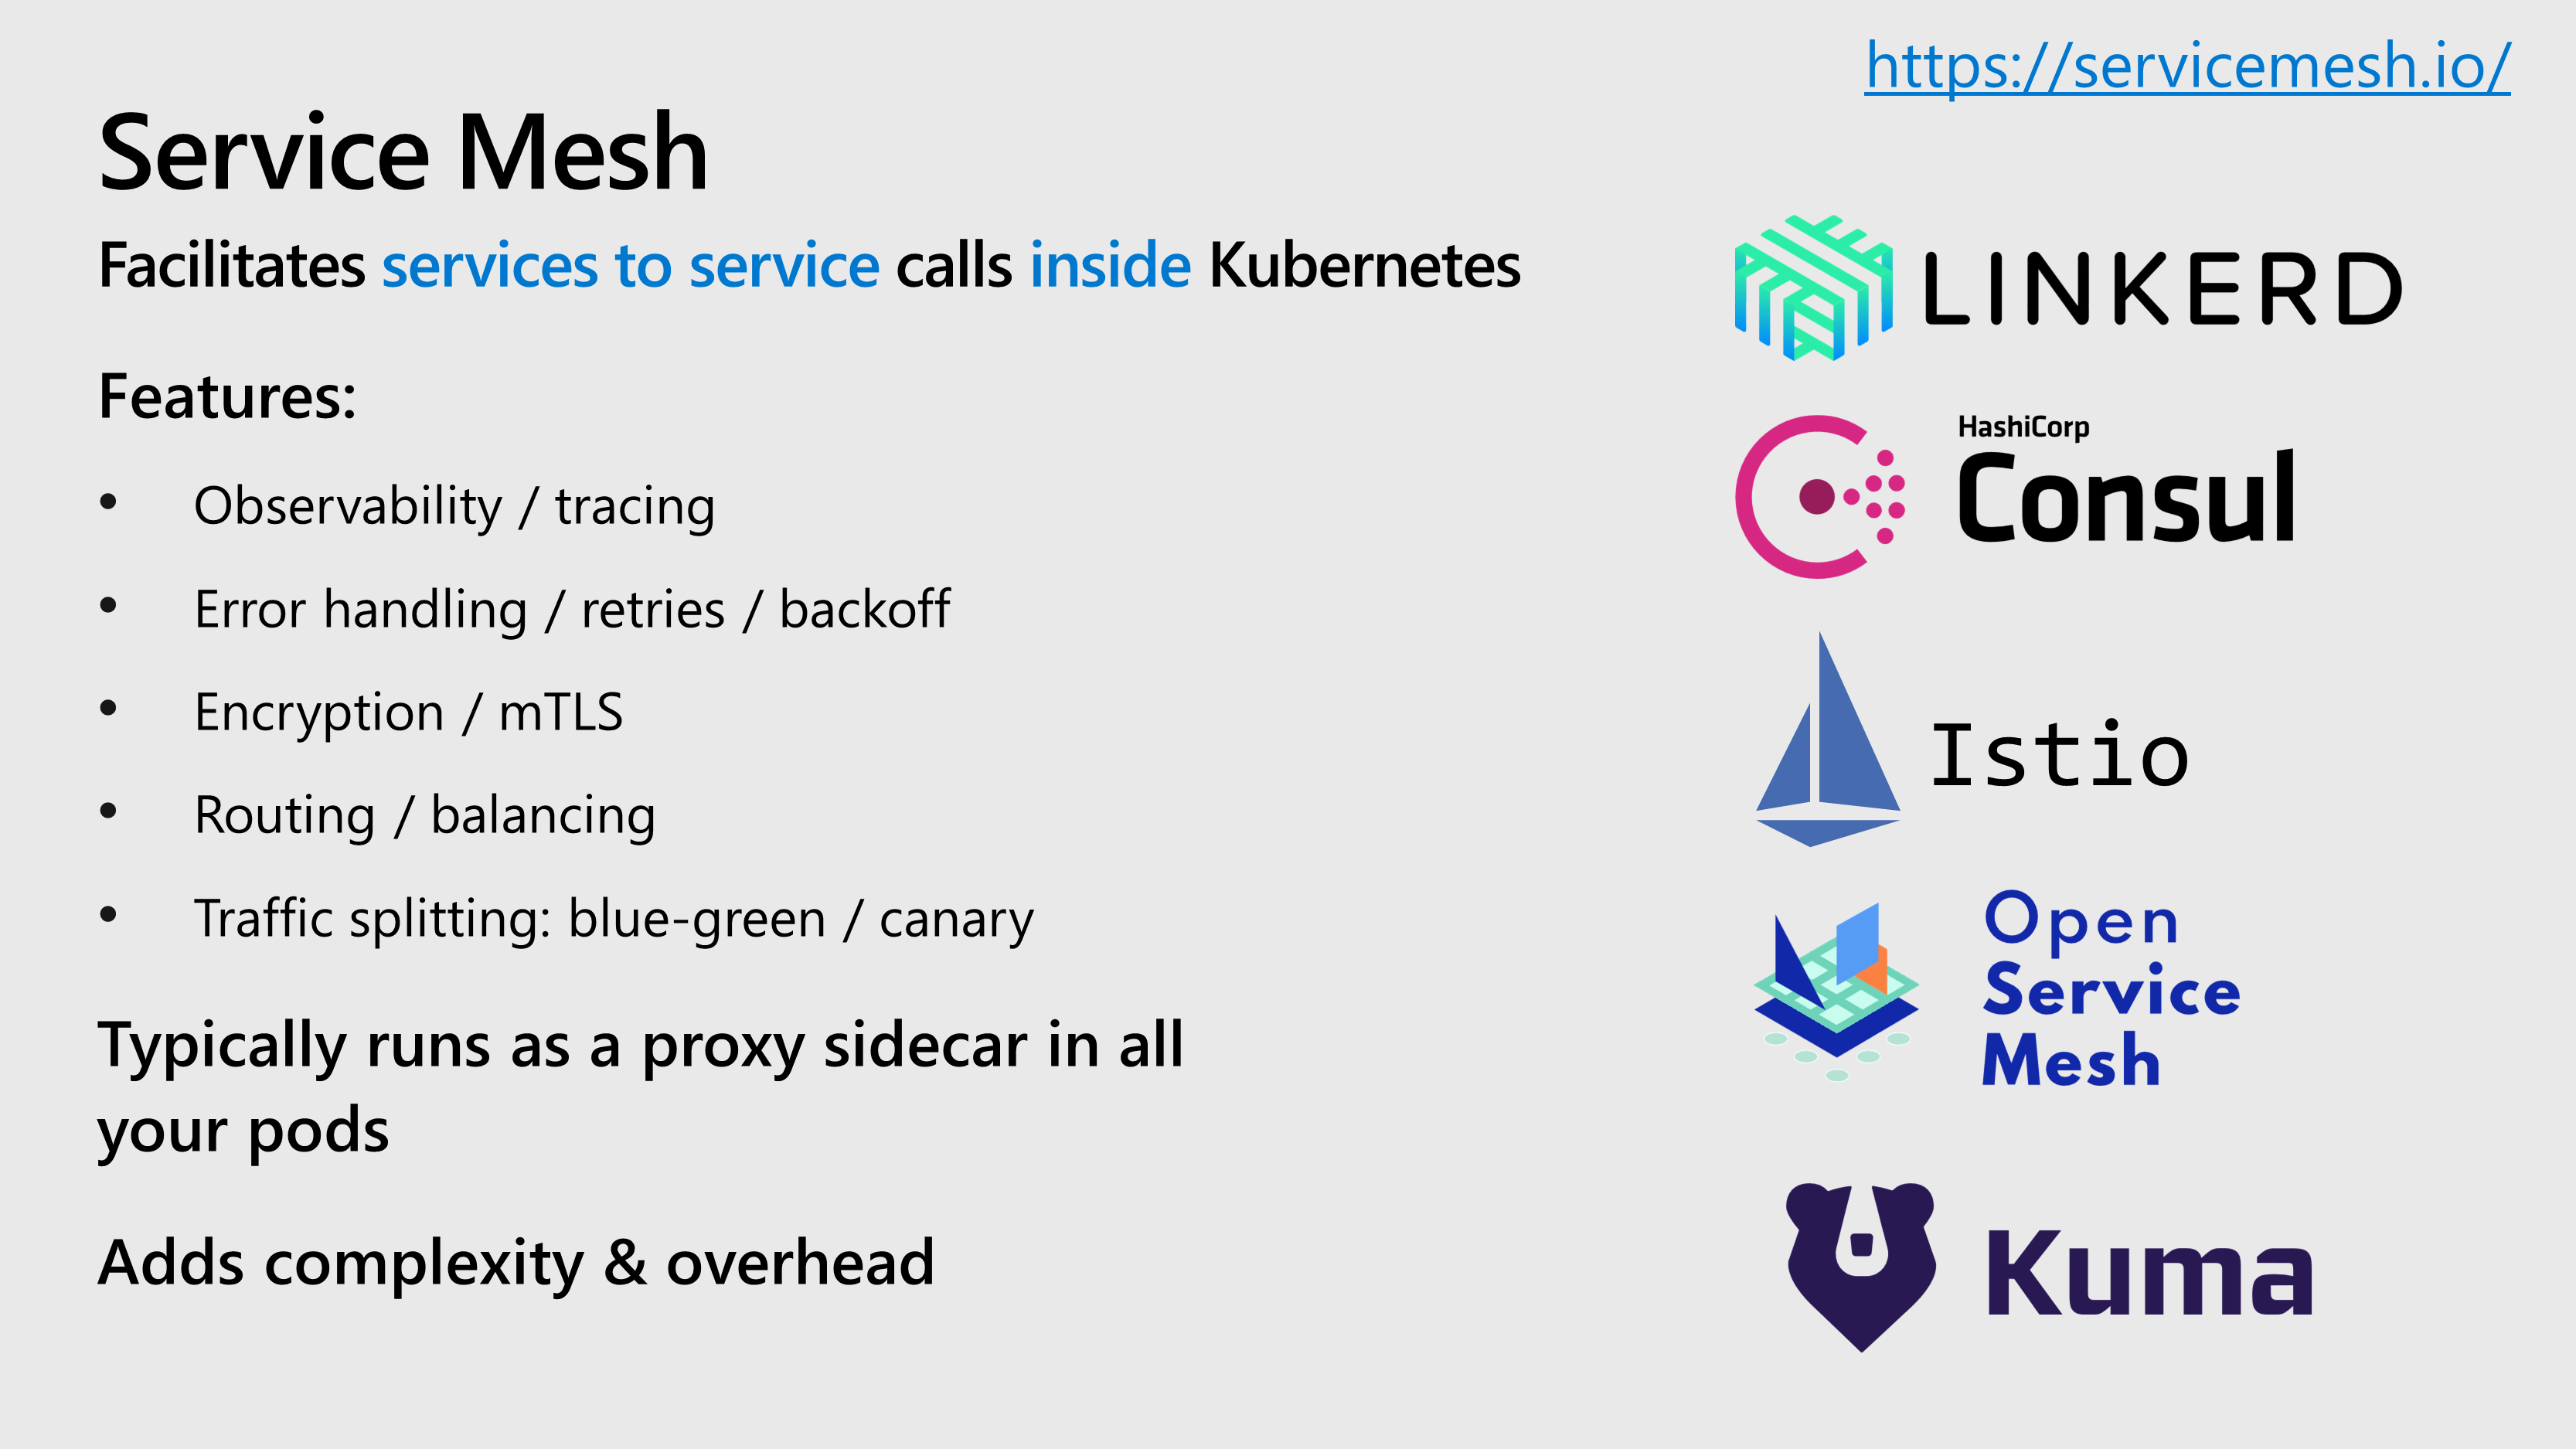 https://servicemesh.io/
Service Mesh
Facilitates services to service calls inside Kubernetes
Features:
• Observability / tracing
• Error handling / retries / backoff
• Encryption / mTLS
• Routing / balancing
• Traffic splitting: blue-green / canary
Typically runs as a proxy sidecar in all
your pods
Adds complexity & overhead
LINKERD
HashiCorp
Consul
Istio
Open
Service
Mesh
Kuma